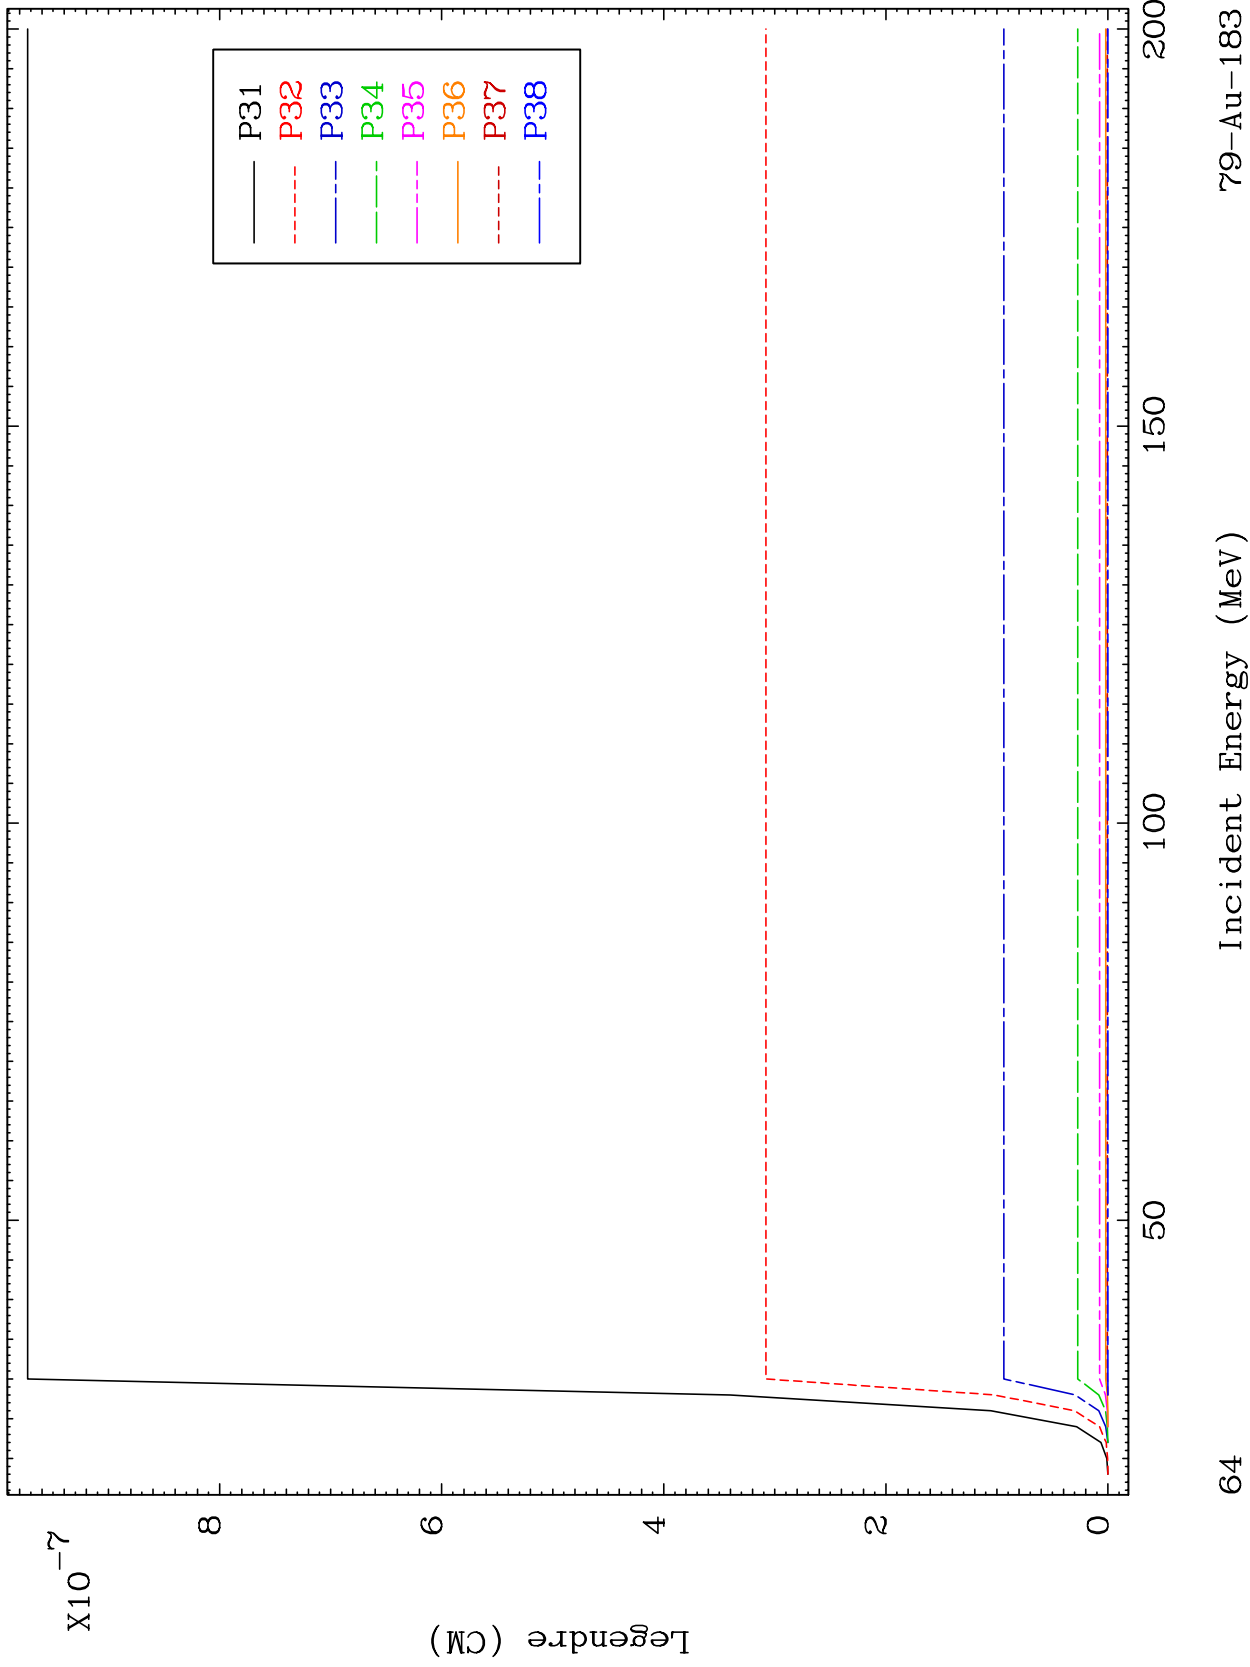 X10-7
8
6
4
2
0
Legendre (CM)
P31
P32
P33
P34
P35
P36
P37
P38
50
100
150
200
64
Incident Energy (MeV)
79-Au-183